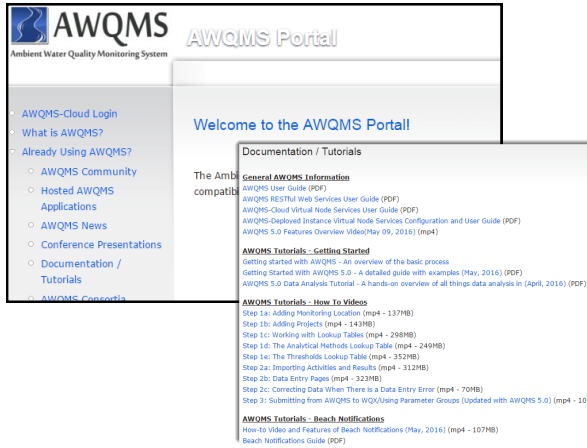 AWQMS
Ambient Water Quality Monitoring System
AWQMS Portal
AWQMS-Cloud Login
What is AWQMS?
Already Using AWQMS?
AWQMS Community
Hosted AWQMS
Applications
AWQMS News
Conference Presentations
Documentation /
Tutorials
AWQMS Consortia
Welcome to the AWQMS Portal!
The Ambi
compatib
Documentation / Tutorials
General AWQMS Information
AWQMS User Guide (PDF)
AWQMS RESTful Web Services User Guide (PDF)
AWQMS-Cloud Virtual Node Services User Guide (PDF)
AWQMS-Deployed Instance Virtual Node Services Configuration and User Guide (PDF)
AWQMS 5.0 Features Overview Video(May 09, 2016) (mp4)
AWQMS Tutorials - Getting Started
Getting started with AWQMS - An overview of the basic process
Getting Started With AWQMS 5.0 - A detailed guide with examples (May, 2016) (PDF)
AWQMS 5.0 Data Analysis Tutorial - A hands-on overview of all things data analysis in (April, 2016) (PDF)
AWQMS Tutorials - How To Videos
Step 1a: Adding Monitoring Location (mp4 - 137MB)
Step 1b: Adding Projects (mp4 - 143MB)
Step 1c: Working with Lookup Tables (mp4 - 298MB)
Step 1d: The Analytical Methods Lookup Table (mp4 - 249MB)
Step 1e: The Thresholds Lookup Table (mp4 - 352MB)
Step 2a: Importing Activities and Results (mp4 - 312MB)
Step 2b: Data Entry Pages (mp4 - 323MB)
Step 2c: Correcting Data When There is a Data Entry Error (mp4 - 70MB)
Step 3: Submitting from AWQMS to WQX/Using Parameter Groups (Updated with AWQMS 5.0) (mp4 - 10
AWQMS Tutorials - Beach Notifications
How-to Video and Features of Beach Notifications (May, 2016) (mp4 - 107MB)
Beach Notifications Guide (PDF)